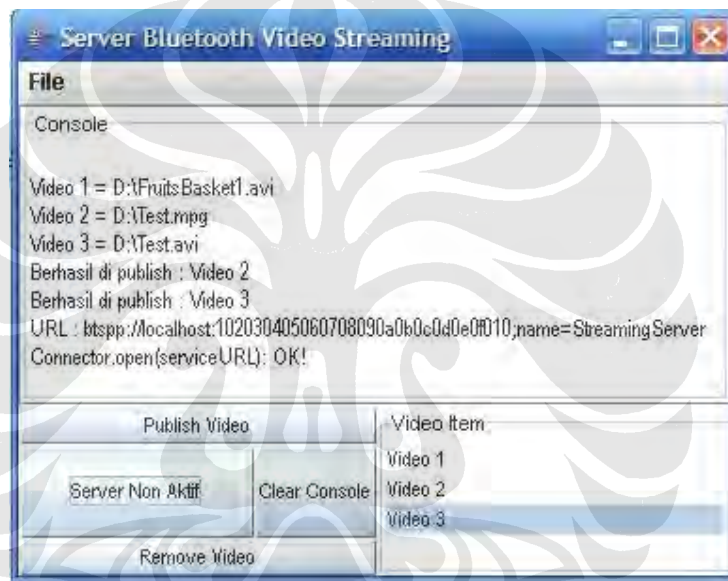 Server Bluetooth Video Streaming
File
Console
Video 1 = D:\FruitsBasket1.avi
Video 2 = D:\Test.mpg
Video 3 = D:\Test.avi
Berhasil di publish : Video 2
Berhasil di publish : Video 3
URL : btspp://localhost:102030405060708090a0b0c0d0e0f010;name=StreamingServer
Connector.open(serviceURL): OK!
Publish Video
Server Non Aktif
Clear Console
Remove Video
Video Item
Video 1
Video 2
Video 3